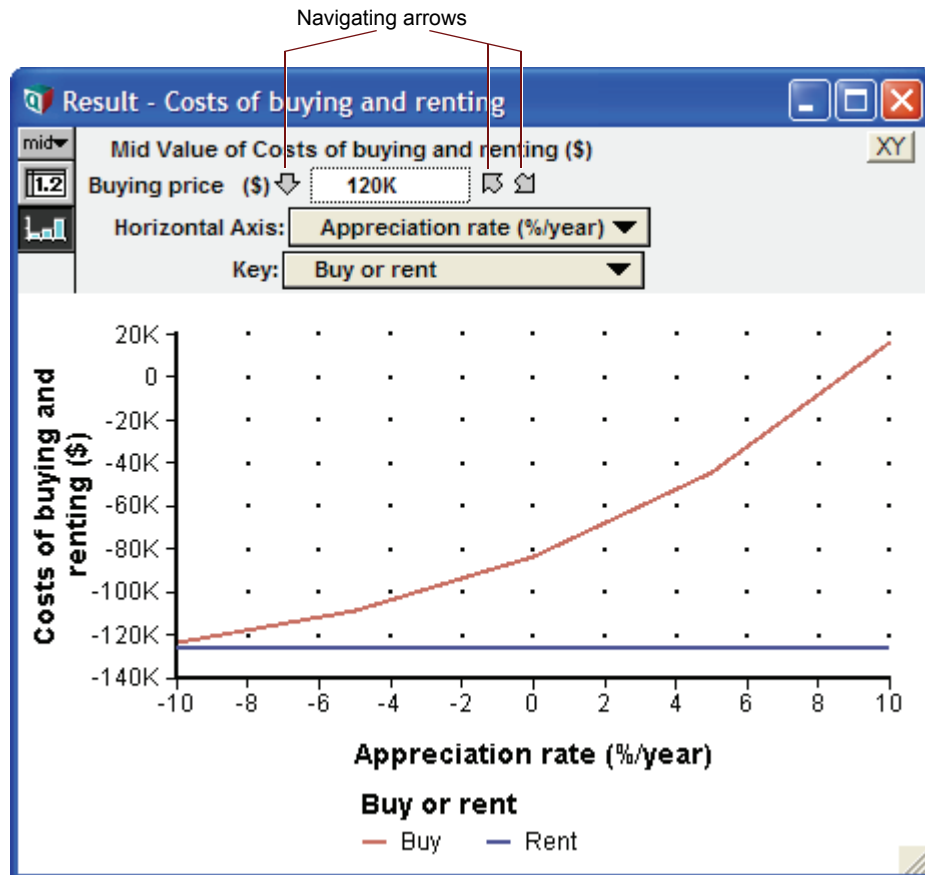 Navigating arrows
Result - Costs of buying and renting
mid
Mid Value of Costs of buying and renting ($)
XY
1.2
Buying price ($)
120K
Horizontal Axis:
Appreciation rate (%/year)
Key:
Buy or rent
20K
0
-20K
-40K
-60K
-80K
-100K
-120K
-140K
Costs of buying and
renting ($)
-10 -8 -6 -4 -2 0 2 4 6 8 10
Appreciation rate (%/year)
Buy or rent
Buy
Rent